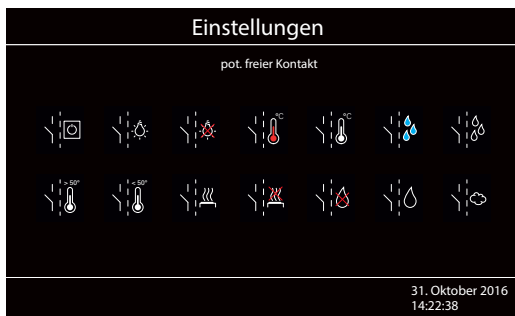 Einstellungen
pot. freier Kontakt
°C
°C
> 50°
< 50°
31. Oktober 2016
14:22:38